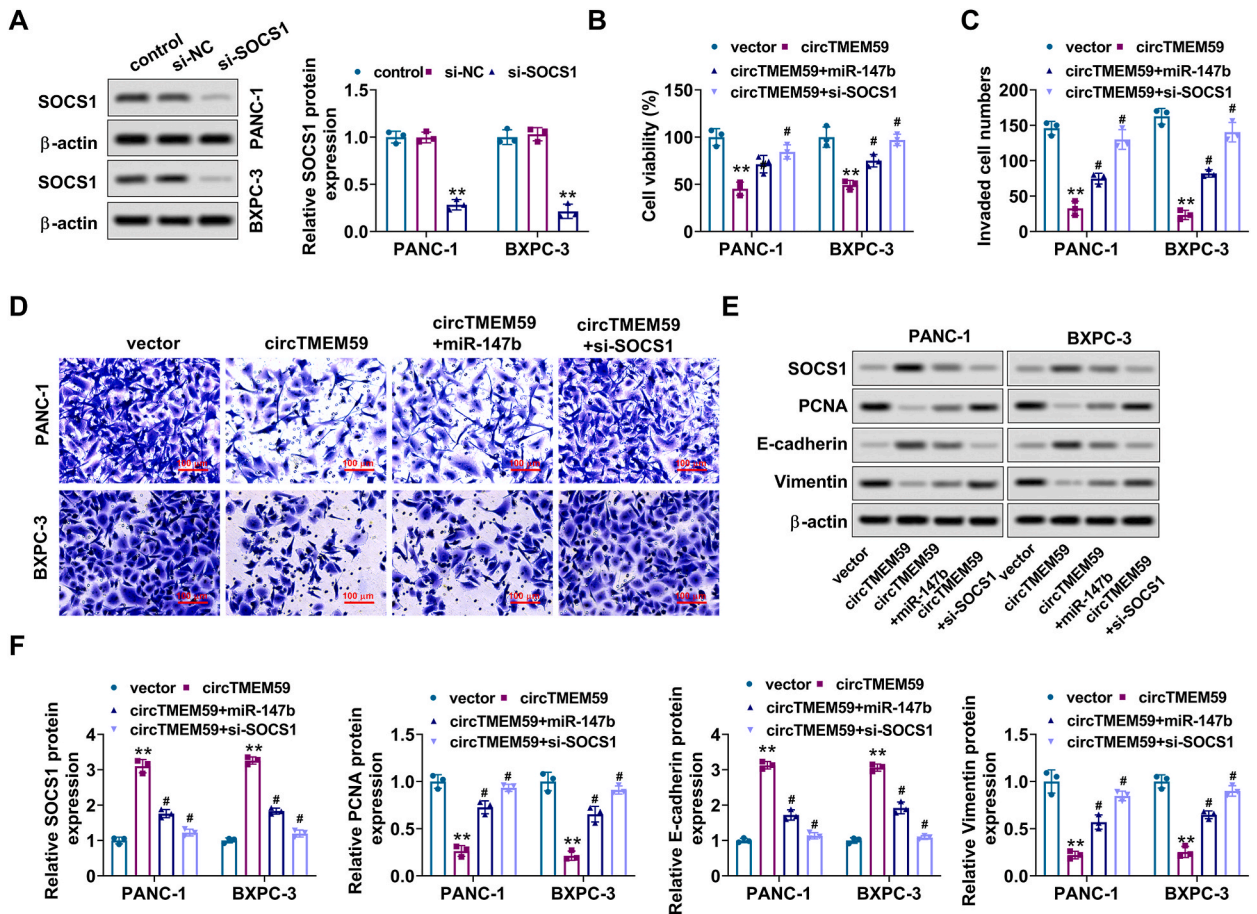 A
control
si-NC
si-SOCS1
SOCS1
β-actin
PANC-1
SOCS1
β-actin
BXPC-3
control si-NC si-SOCS1
Relative SOCS1 protein
expression
1.5
1.0
0.5
0.0
**
**
PANC-1 BXPC-3
B
vector circTMEM59
circTMEM59+miR-147b
circTMEM59+si-SOCS1
Cell viability (%)
150
100
50
0
**
#
#
**
#
#
PANC-1 BXPC-3
C
vector circTMEM59
circTMEM59+miR-147b
circTMEM59+si-SOCS1
Invaded cell numbers
200
150
100
50
0
**
#
#
**
#
#
PANC-1 BXPC-3
D
vector
circTMEM59
circTMEM59
+miR-147b
circTMEM59
+si-SOCS1
PANC-1
100 μm
100 μm
100 μm
100 μm
BXPC-3
100 μm
100 μm
100 μm
100 μm
E
PANC-1 BXPC-3
SOCS1
PCNA
E-cadherin
Vimentin
β-actin
vector
circTMEM59
circTMEM59
+miR-147b
circTMEM59
+si-SOCS1
vector
circTMEM59
circTMEM59
+miR-147b
circTMEM59
+si-SOCS1
F
vector circTMEM59
circTMEM59+miR-147b
circTMEM59+si-SOCS1
Relative SOCS1 protein
expression
4
3
2
1
0
**
#
#
**
#
#
PANC-1 BXPC-3
vector circTMEM59
circTMEM59+miR-147b
circTMEM59+si-SOCS1
Relative PCNA protein
expression
1.5
1.0
0.5
0.0
**
#
#
**
#
#
PANC-1 BXPC-3
vector circTMEM59
circTMEM59+miR-147b
circTMEM59+si-SOCS1
Relative E-cadherin protein
expression
4
3
2
1
0
**
#
#
**
#
#
PANC-1 BXPC-3
vector circTMEM59
circTMEM59+miR-147b
circTMEM59+si-SOCS1
Relative Vimentin protein
expression
1.5
1.0
0.5
0.0
**
#
#
**
#
#
PANC-1 BXPC-3